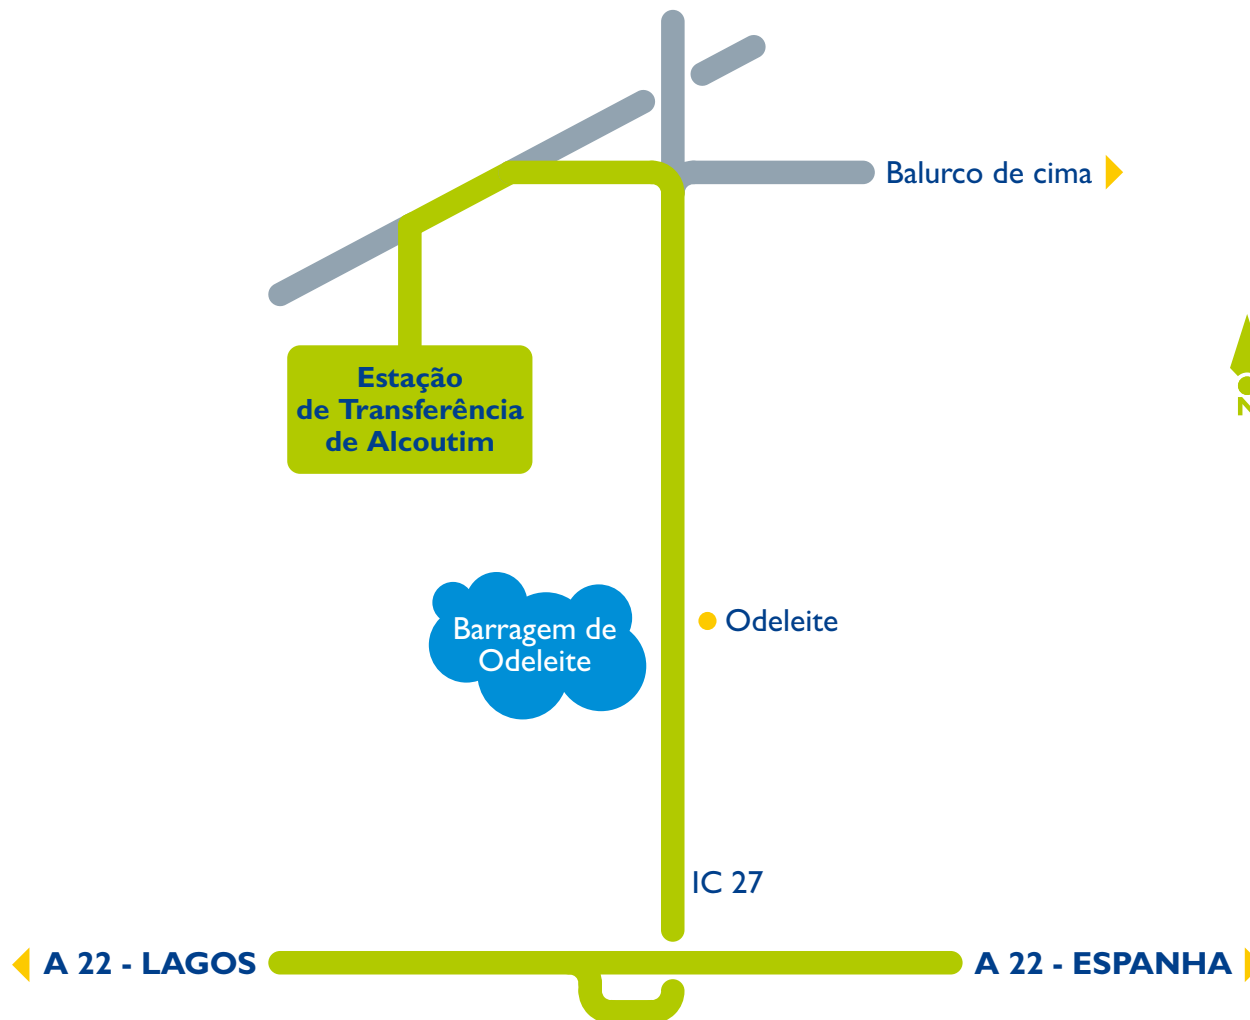 Balurco de cima
Estação
de Transferência
de Alcoutim
N
Barragem de
Odeleite
Odeleite
IC 27
A 22 - LAGOS
A 22 - ESPANHA